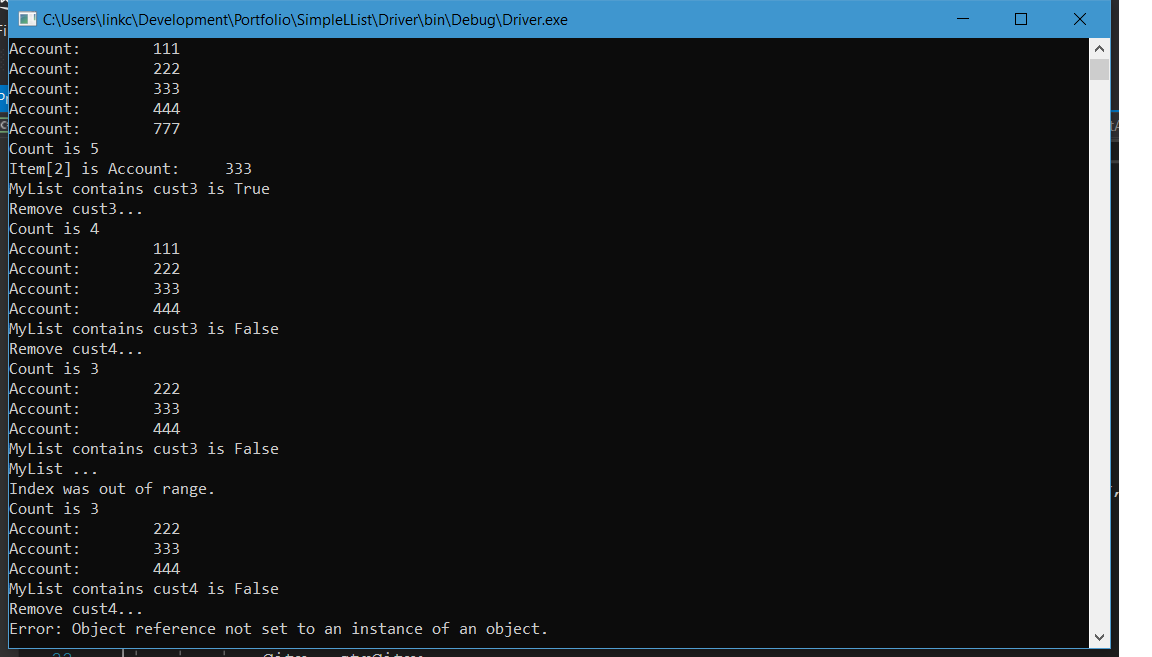 C:\Users\linkc\Development\Portfolio\SimpleLList\Driver\bin\Debug\Driver.exe
Account:        111
Account:        222
Account:        333
Account:        444
Account:        777
Count is 5
Item[2] is Account:     333
MyList contains cust3 is True
Remove cust3...
Count is 4
Account:        111
Account:        222
Account:        333
Account:        444
MyList contains cust3 is False
Remove cust4...
Count is 3
Account:        222
Account:        333
Account:        444
MyList contains cust3 is False
MyList ...
Index was out of range.
Count is 3
Account:        222
Account:        333
Account:        444
MyList contains cust4 is False
Remove cust4...
Error: Object reference not set to an instance of an object.